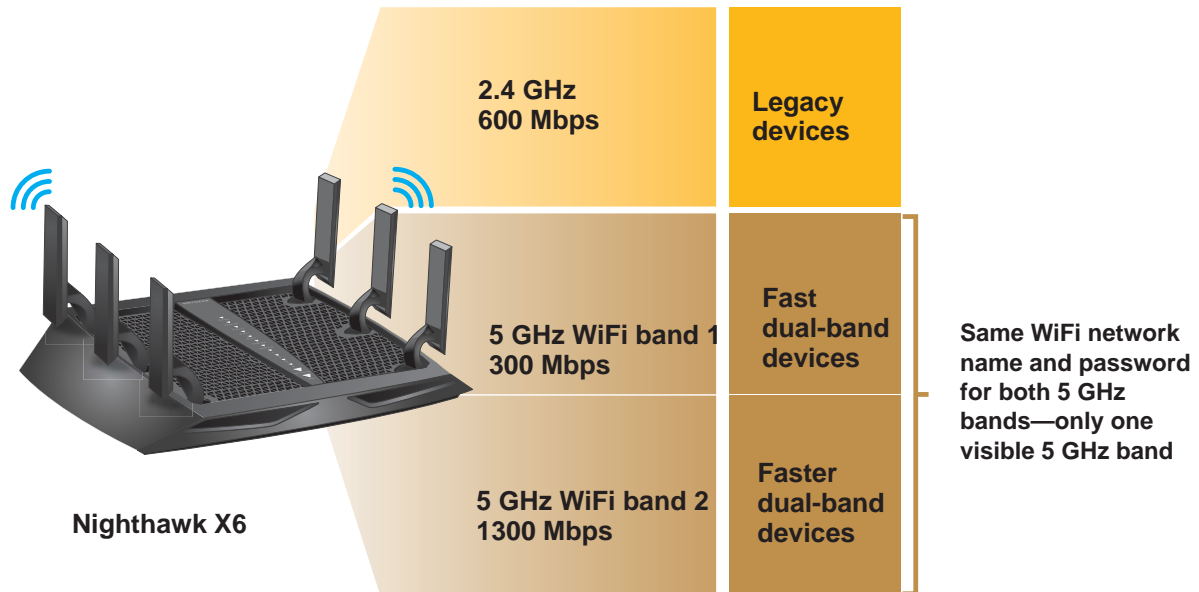 2.4 GHz
600 Mbps
Legacy
devices
5 GHz WiFi band 1
300 Mbps
Fast
dual-band
devices
5 GHz WiFi band 2
1300 Mbps
Faster
dual-band
devices
Same WiFi network
name and password
for both 5 GHz
bands—only one
visible 5 GHz band
Nighthawk X6